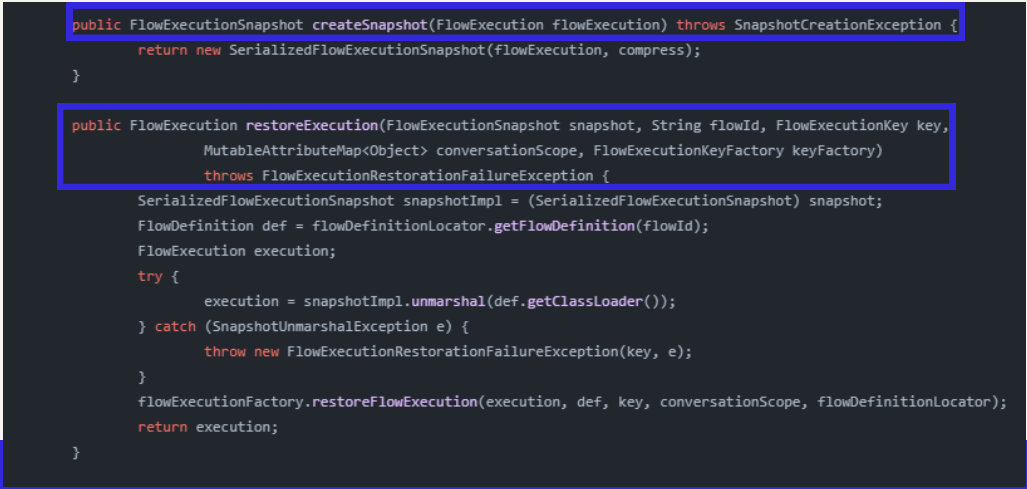 public FlowExecutionSnapshot createSnapshot(FlowExecution flowExecution) throws SnapshotCreationException {
return new SerializedFlowExecutionSnapshot(flowExecution, compress);
}
public FlowExecution restoreExecution(FlowExecutionSnapshot snapshot, String flowId, FlowExecutionKey key,
MutableAttributeMap<Object> conversationScope, FlowExecutionKeyFactory keyFactory)
throws FlowExecutionRestorationFailureException {
SerializedFlowExecutionSnapshot snapshotImpl = (SerializedFlowExecutionSnapshot) snapshot;
FlowDefinition def = flowDefinitionLocator.getFlowDefinition(flowId);
FlowExecution execution;
try {
execution = snapshotImpl.unmarshal(def.getClassLoader());
} catch (SnapshotUnmarshalException e) {
throw new FlowExecutionRestorationFailureException(key, e);
}
flowExecutionFactory.restoreFlowExecution(execution, def, key, conversationScope, flowDefinitionLocator);
return execution;
}